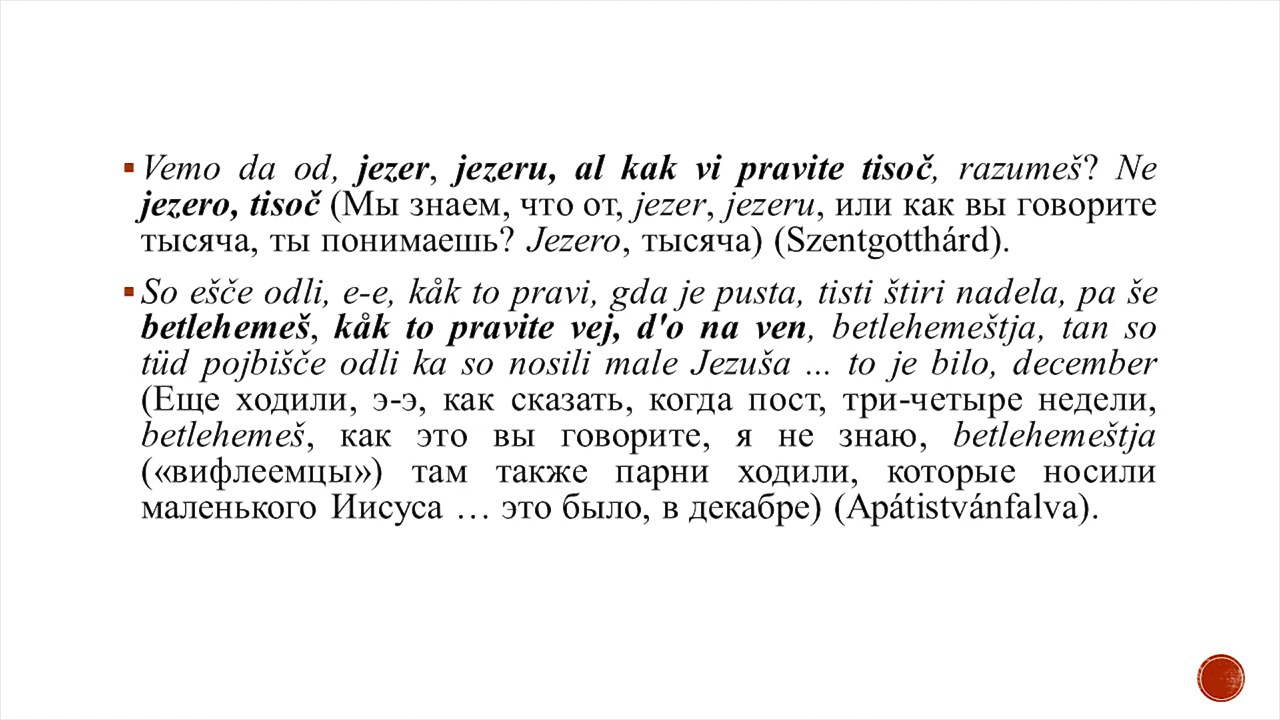 Vemo da od, jezer, jezeru, al kak vi pravite tisoč, razumeš? Ne
jezero, tisoč (Мы знаем, что от, jezer, jezeru, или как вы говорите
тысяча, ты понимаешь? Jezero, тысяча) (Szentgotthárd).
So ešče odli, e-e, kåk to pravi, gda je pusta, tisti štiri nadela, pa še
betlehemeš, kåk to pravite vej, d'o na ven, betlehemeštja, tan so
tüd pojbišče odli ka so nosili male Jezuša ... to je bilo, december
(Еще ходили, э-э, как сказать, когда пост, три-четыре недели,
betlehemeš, как это вы говорите, я не знаю, betlehemeštja
(«вифлеемцы») там также парни ходили, которые носили
маленького Иисуса … это было, в декабре) (Apátistvánfalva).